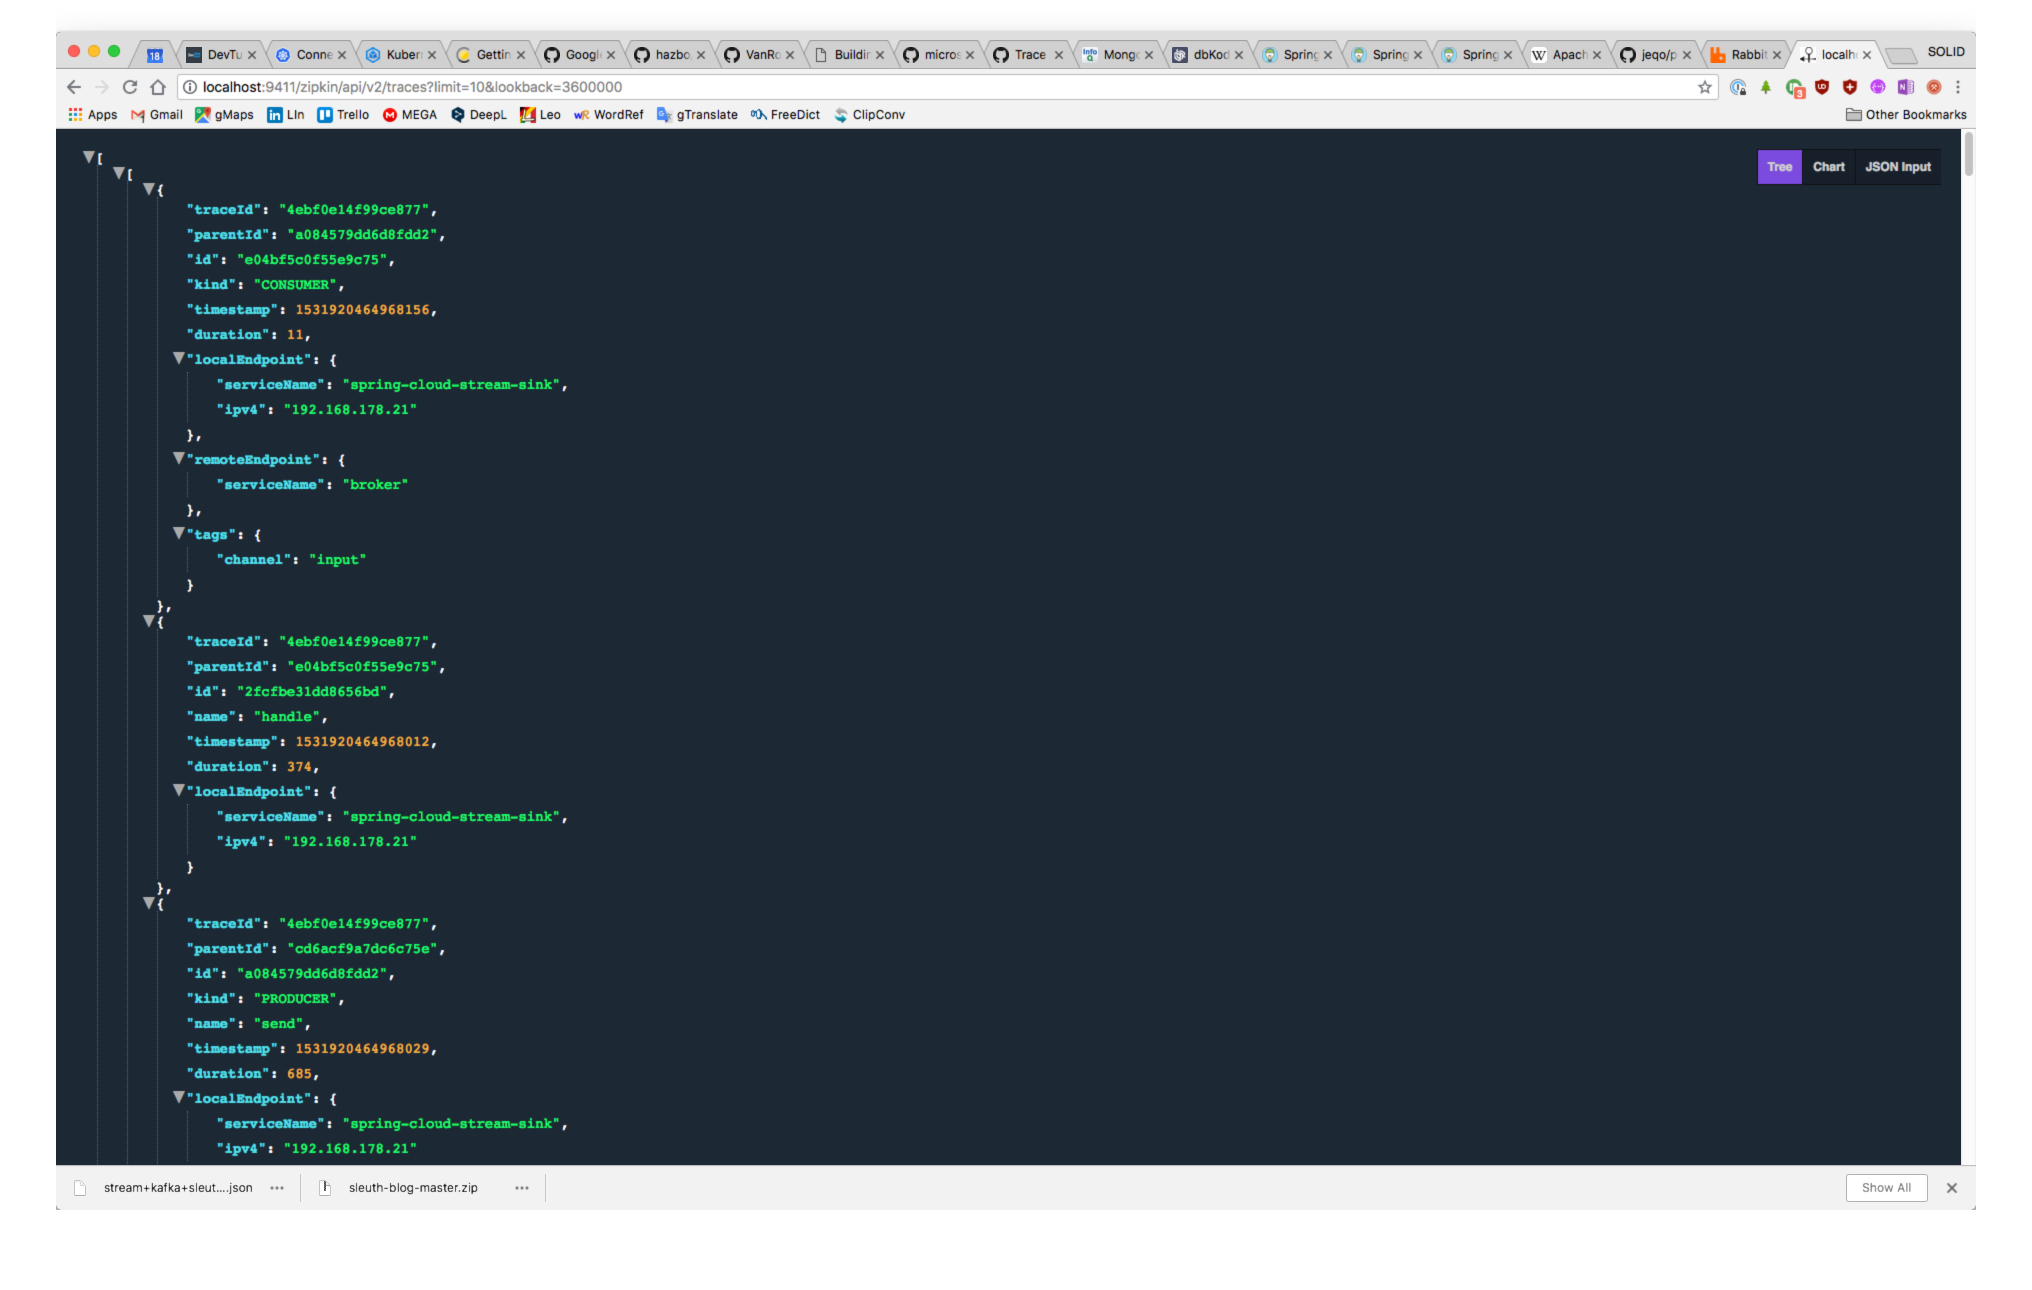 18 DevTu Conne Kuber Gettin Googl hazbo VanRo Buildir micros Trace Mong dbKod Spring Spring Spring Apach jeqo/p Rabbit localh SOLID
localhost:9411/zipkin/api/v2/traces?limit=10&lookback=3600000
Apps Gmail gMaps LIn Trello MEGA DeepL Leo WordRef gTranslate FreeDict ClipConv Other Bookmarks
Tree Chart JSON Input
[
[
{
"traceId": "4ebf0e14f99ce877",
"parentId": "a084579dd6d8fdd2",
"id": "e04bf5c0f55e9c75",
"kind": "CONSUMER",
"timestamp": 1531920464968156,
"duration": 11,
"localEndpoint": {
"serviceName": "spring-cloud-stream-sink",
"ipv4": "192.168.178.21"
},
"remoteEndpoint": {
"serviceName": "broker"
},
"tags": {
"channel": "input"
}
},
{
"traceId": "4ebf0e14f99ce877",
"parentId": "e04bf5c0f55e9c75",
"id": "2fcfbe31dd8656bd",
"name": "handle",
"timestamp": 1531920464968012,
"duration": 374,
"localEndpoint": {
"serviceName": "spring-cloud-stream-sink",
"ipv4": "192.168.178.21"
}
},
{
"traceId": "4ebf0e14f99ce877",
"parentId": "cd6acf9a7dc6c75e",
"id": "a084579dd6d8fdd2",
"kind": "PRODUCER",
"name": "send",
"timestamp": 1531920464968029,
"duration": 685,
"localEndpoint": {
"serviceName": "spring-cloud-stream-sink",
"ipv4": "192.168.178.21"
stream+kafka+sleut....json sleuth-blog-master.zip Show All